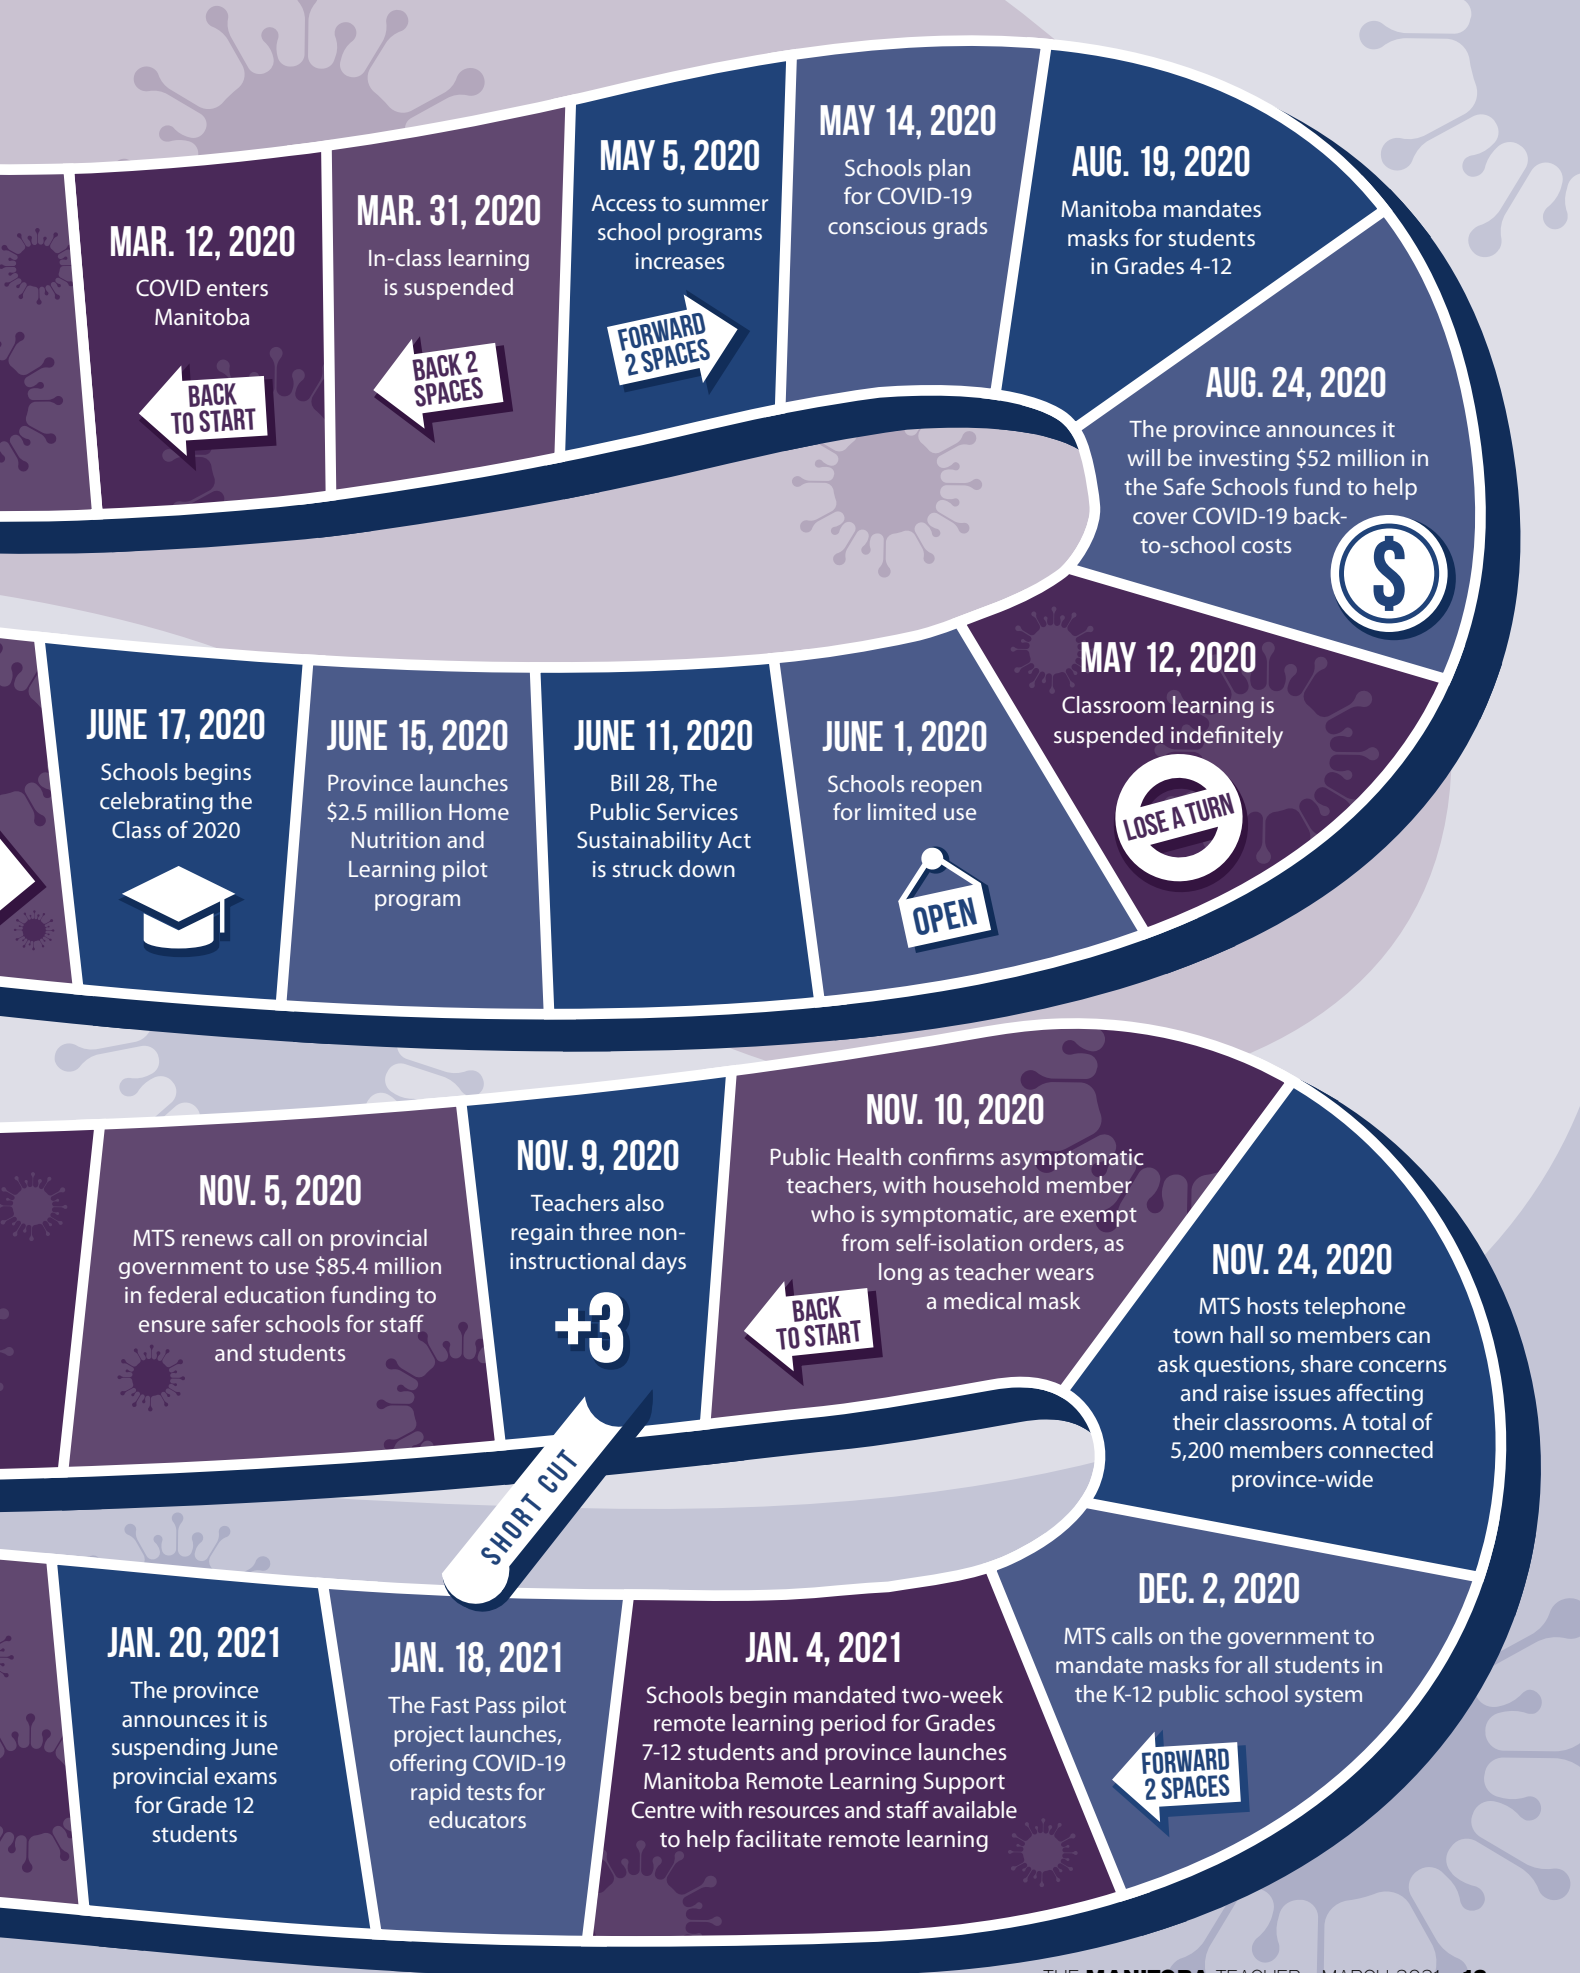 MAR. 12, 2020
COVID enters
Manitoba
BACK
TO START
MAR. 31, 2020
In-class learning
is suspended
BACK 2
SPACES
MAY 5, 2020
Access to summer
school programs
increases
FORWARD
2 SPACES
MAY 14, 2020
Schools plan
for COVID-19
conscious grads
AUG. 19, 2020
Manitoba mandates
masks for students
in Grades 4-12
AUG. 24, 2020
The province announces it
will be investing $52 million in
the Safe Schools fund to help
cover COVID-19 back-
to-school costs
$
MAY 12, 2020
Classroom learning is
suspended indefinitely
LOSE A TURN
JUNE 1, 2020
Schools reopen
for limited use
OPEN
JUNE 11, 2020
Bill 28, The
Public Services
Sustainability Act
is struck down
JUNE 15, 2020
Province launches
$2.5 million Home
Nutrition and
Learning pilot
program
JUNE 17, 2020
Schools begins
celebrating the
Class of 2020
NOV. 5, 2020
MTS renews call on provincial
government to use $85.4 million
in federal education funding to
ensure safer schools for staff
and students
NOV. 9, 2020
Teachers also
regain three non-
instructional days
+3
SHORT CUT
NOV. 10, 2020
Public Health confirms asymptomatic
teachers, with household member
who is symptomatic, are exempt
from self-isolation orders, as
long as teacher wears
a medical mask
BACK
TO START
NOV. 24, 2020
MTS hosts telephone
town hall so members can
ask questions, share concerns
and raise issues affecting
their classrooms. A total of
5,200 members connected
province-wide
DEC. 2, 2020
MTS calls on the government to
mandate masks for all students in
the K-12 public school system
FORWARD
2 SPACES
JAN. 4, 2021
Schools begin mandated two-week
remote learning period for Grades
7-12 students and province launches
Manitoba Remote Learning Support
Centre with resources and staff available
to help facilitate remote learning
JAN. 18, 2021
The Fast Pass pilot
project launches,
offering COVID-19
rapid tests for
educators
JAN. 20, 2021
The province
announces it is
suspending June
provincial exams
for Grade 12
students
THE MANITOBA TEACHER MARCH 2021